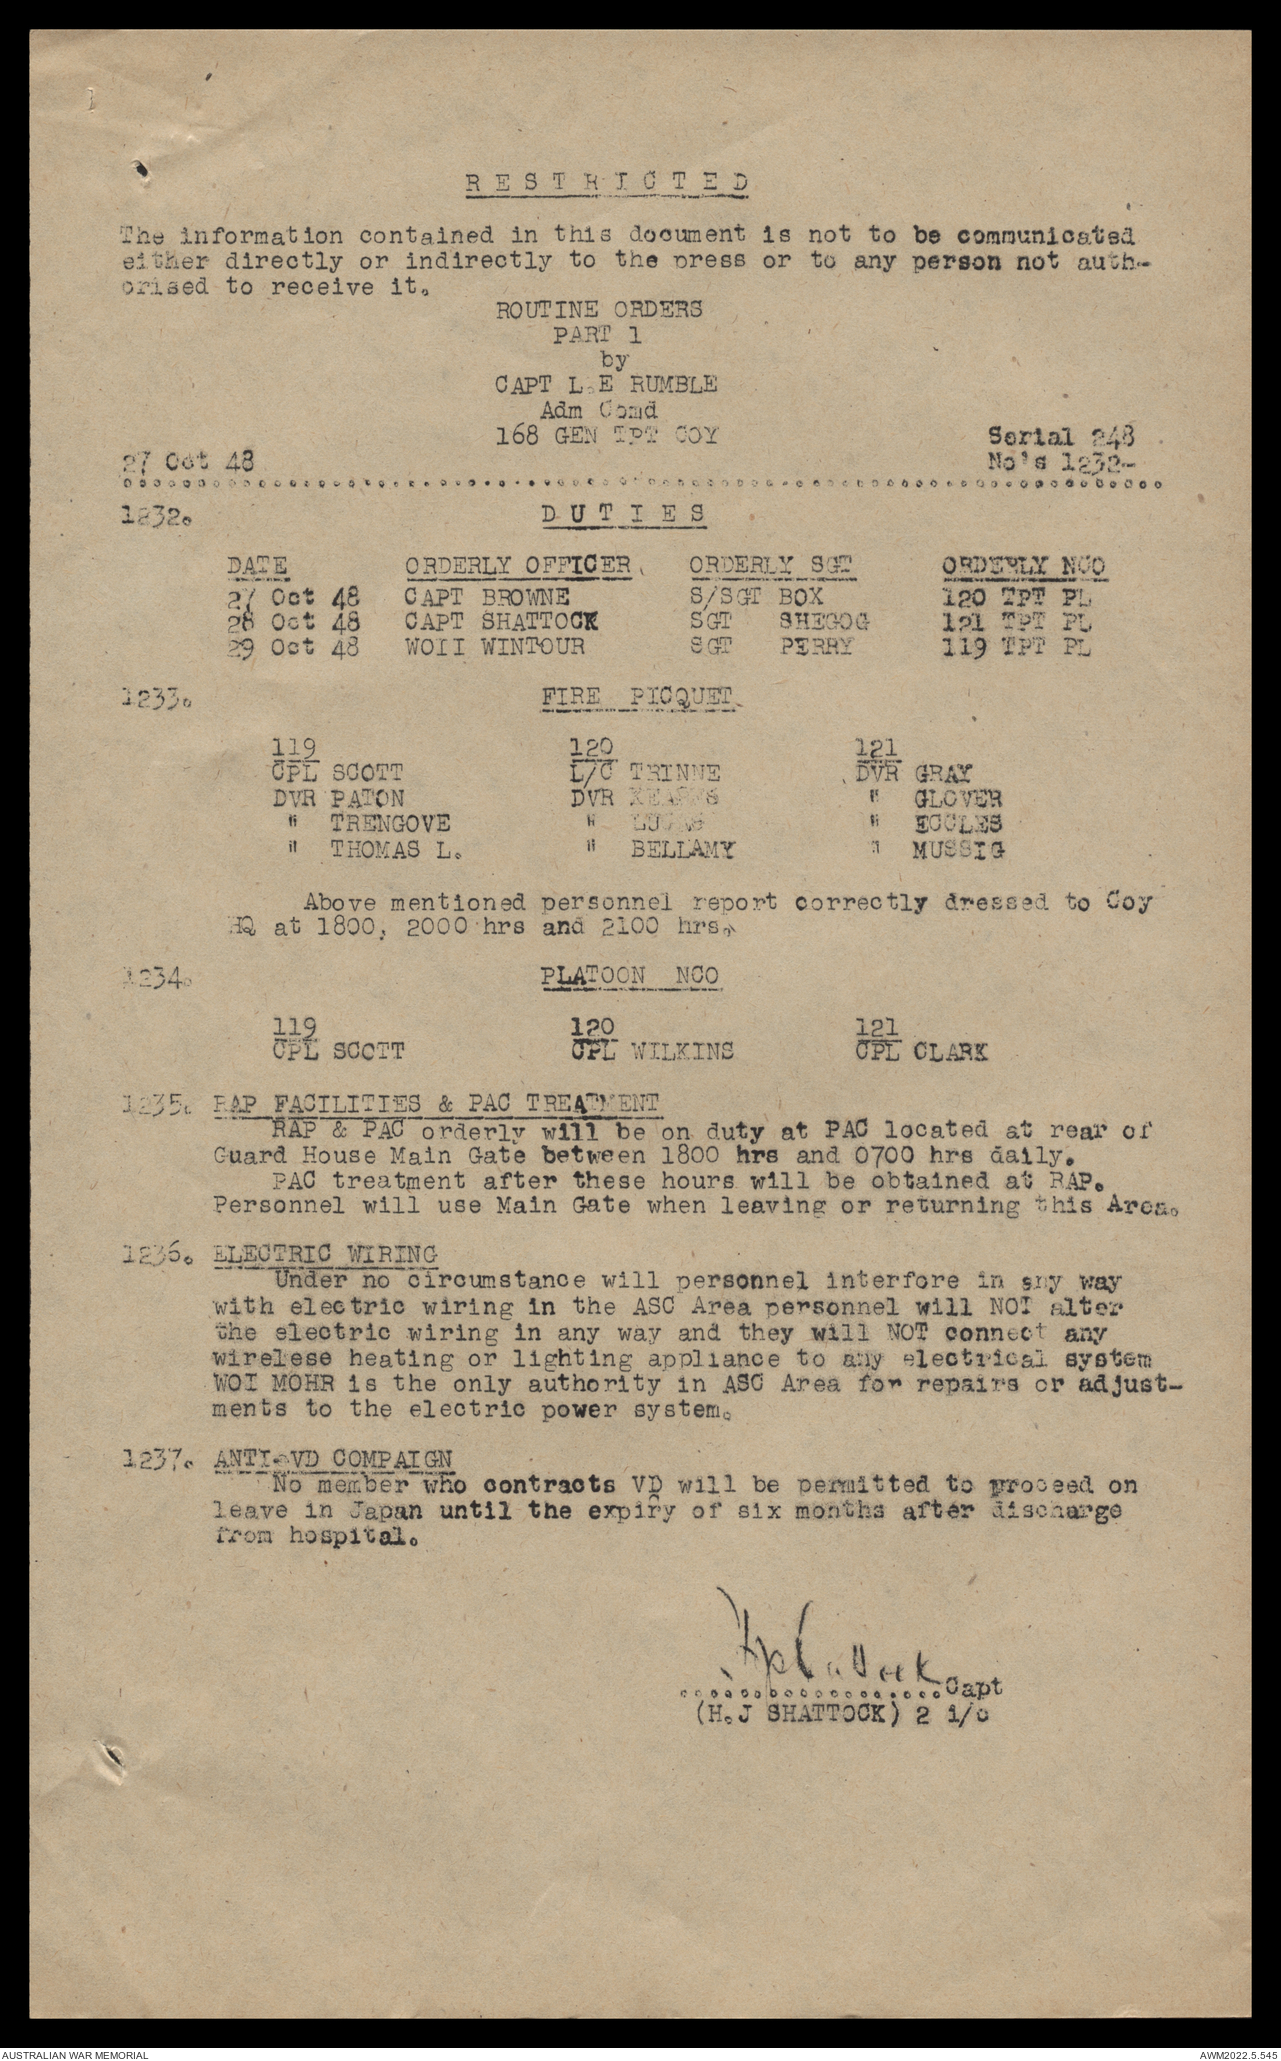 R E S T R I C T E D
The information contained in this document is not to be communicated
either directly or indirectly to the press or to any person not auth-
orised to receive it.
ROUTINE ORDERS
PART 1
by
CAPT L.E RUMBLE
Adm Comd
168 GEN TPT COY Serial 248
27 Oct 48 No's 1232-
1232. D U T I E S
DATE ORDERLY OFFICER ORDERLY SGT ORDERLY NCO
27 Oct 48 CAPT BROWNE S/SGT BOX 120 TPT PL
28 Oct 48 CAPT SHATTOCK SGT SHEGOG 121 TPT PL
29 Oct 48 WOII WINTOUR SGT PERRY 119 TPT PL
1233. FIRE PICQUET
119 120 121
CPL SCOTT L/C TRINNE DVR GRAY
DVR PATON DVR KEARNS " GLOVER
" TRENGOVE " LUCAS " ECCLES
" THOMAS L. " BELLAMY " MUSSIG
Above mentioned personnel report correctly dressed to Coy
HQ at 1800, 2000 hrs and 2100 hrs.
1234. PLATOON NCO
119 120 121
CPL SCOTT CPL WILKINS CPL CLARK
1235. RAP FACILITIES & PAC TREATMENT
RAP & PAC orderly will be on duty at PAC located at rear of
Guard House Main Gate between 1800 hrs and 0700 hrs daily.
PAC treatment after these hours will be obtained at RAP.
Personnel will use Main Gate when leaving or returning this Area.
1236. ELECTRIC WIRING
Under no circumstance will personnel interfore in any way
with electric wiring in the ASC Area personnel will NOT alter
the electric wiring in any way and they will NOT connect any
wirelese heating or lighting appliance to any electrical system
WOI MOHR is the only authority in ASC Area for repairs or adjust-
ments to the electric power system.
1237. ANTI-VD COMPAIGN
No member who contracts VD will be permitted to proceed on
leave in Japan until the expiry of six months after discharge
from hospital.
..................Capt
(H.J SHATTOCK) 2 i/c
AUSTRALIAN WAR MEMORIAL AWM2022.5.545